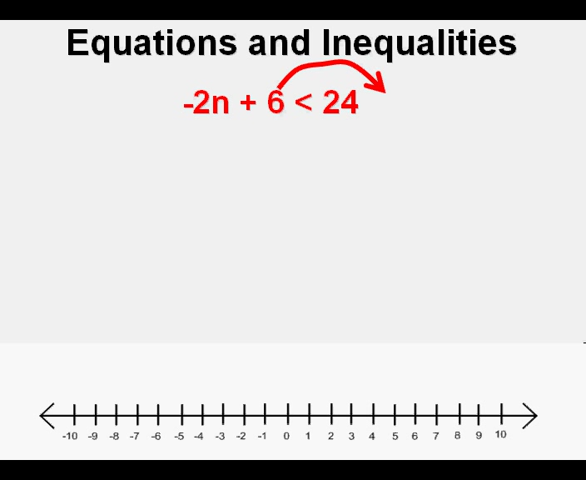 Equations and Inequalities
-2n + 6 < 24
-10 -9 -8 -7 -6 -5 -4 -3 -2 -1 0 1 2 3 4 5 6 7 8 9 10